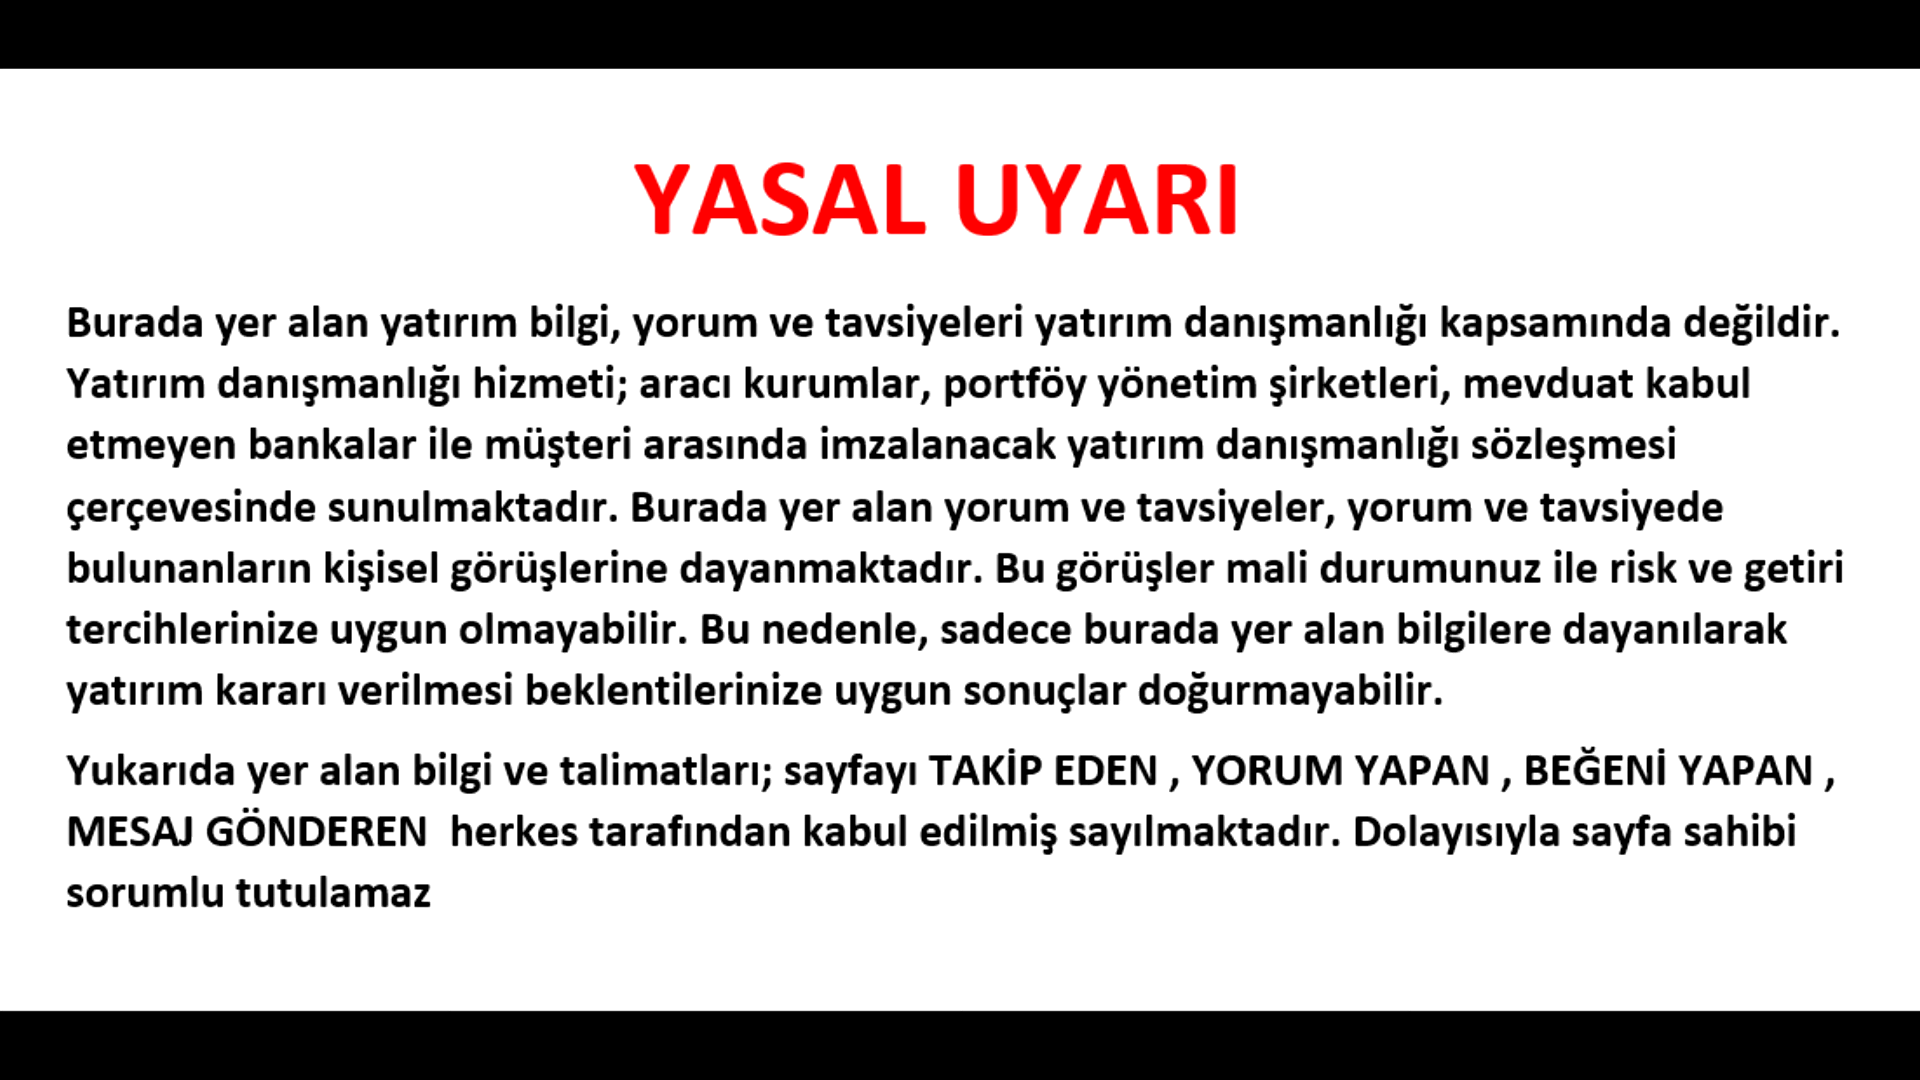 YASAL UYARI
Burada yer alan yatırım bilgi, yorum ve tavsiyeleri yatırım danışmanlığı kapsamında değildir.
Yatırım danışmanlığı hizmeti; aracı kurumlar, portföy yönetim şirketleri, mevduat kabul
etmeyen bankalar ile müşteri arasında imzalanacak yatırım danışmanlığı sözleşmesi
çerçevesinde sunulmaktadır. Burada yer alan yorum ve tavsiyeler, yorum ve tavsiyede
bulunanların kişisel görüşlerine dayanmaktadır. Bu görüşler mali durumunuz ile risk ve getiri
tercihlerinize uygun olmayabilir. Bu nedenle, sadece burada yer alan bilgilere dayanılarak
yatırım kararı verilmesi beklentilerinize uygun sonuçlar doğurmayabilir.
Yukarıda yer alan bilgi ve talimatları; sayfayı TAKİP EDEN , YORUM YAPAN , BEĞENİ YAPAN ,
MESAJ GÖNDEREN  herkes tarafından kabul edilmiş sayılmaktadır. Dolayısıyla sayfa sahibi
sorumlu tutulamaz